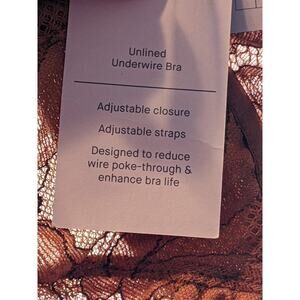 Unlined
Underwire Bra
Adjustable closure
Adjustable straps
Designed to reduce
wire poke-through &
enhance bra life